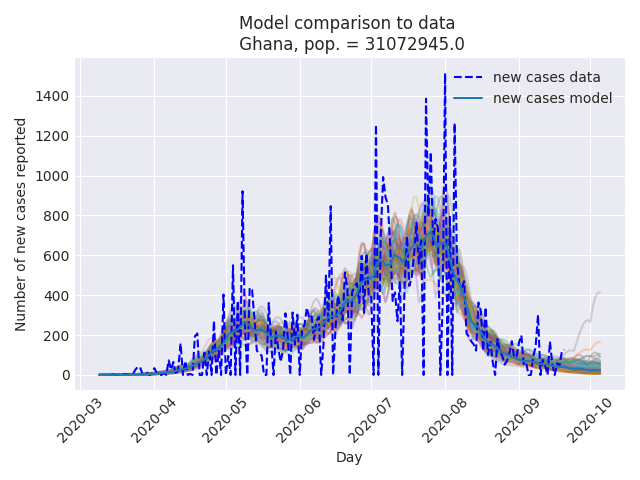 Model comparison to data
Ghana, pop. = 31072945.0
new cases data
new cases model
Number of new cases reported
1400
1200
1000
800
600
400
200
0
2020-03
2020-04
2020-05
2020-06
2020-07
2020-08
2020-09
2020-10
Day